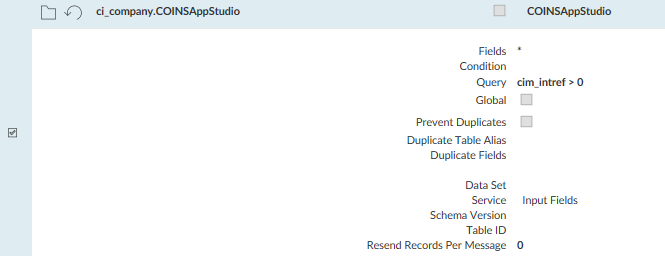 ci_company.COINSAppStudio COINSAppStudio
Fields *
Condition
Query cim_intref > 0
Global
Prevent Duplicates
Duplicate Table Alias
Duplicate Fields
Data Set
Service Input Fields
Schema Version
Table ID
Resend Records Per Message 0